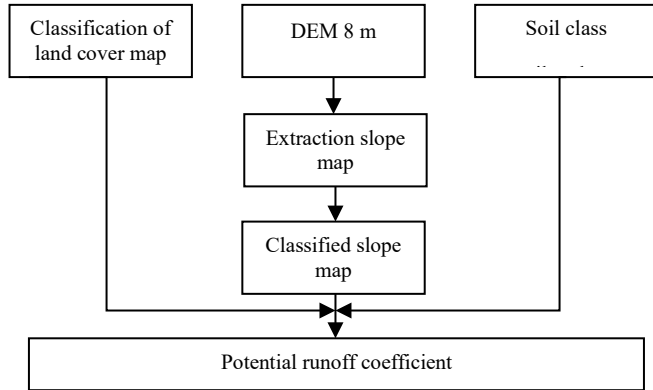 Classification of
land cover map
DEM 8 m
Soil class
Extraction slope
map
Classified slope
map
Potential runoff coefficient